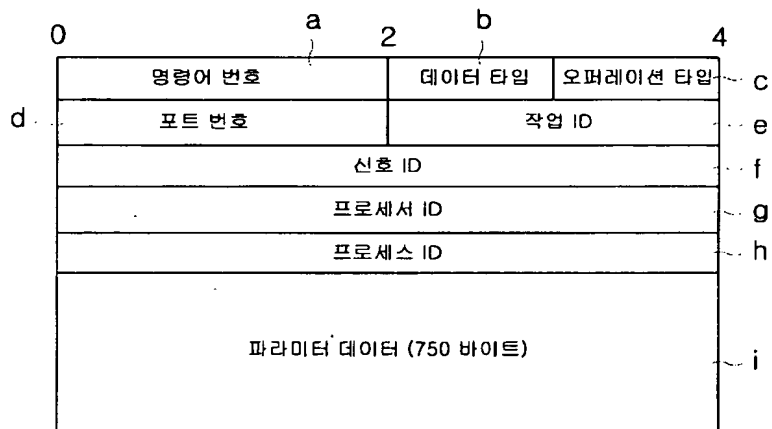 a b
0 2 4
명령어 번호 데이터 타입 오퍼레이션 타입 c
d 포트 번호 작업 ID e
신호 ID f
프로세서 ID g
프로세스 ID h
파라미터 데이터 (750 바이트) i